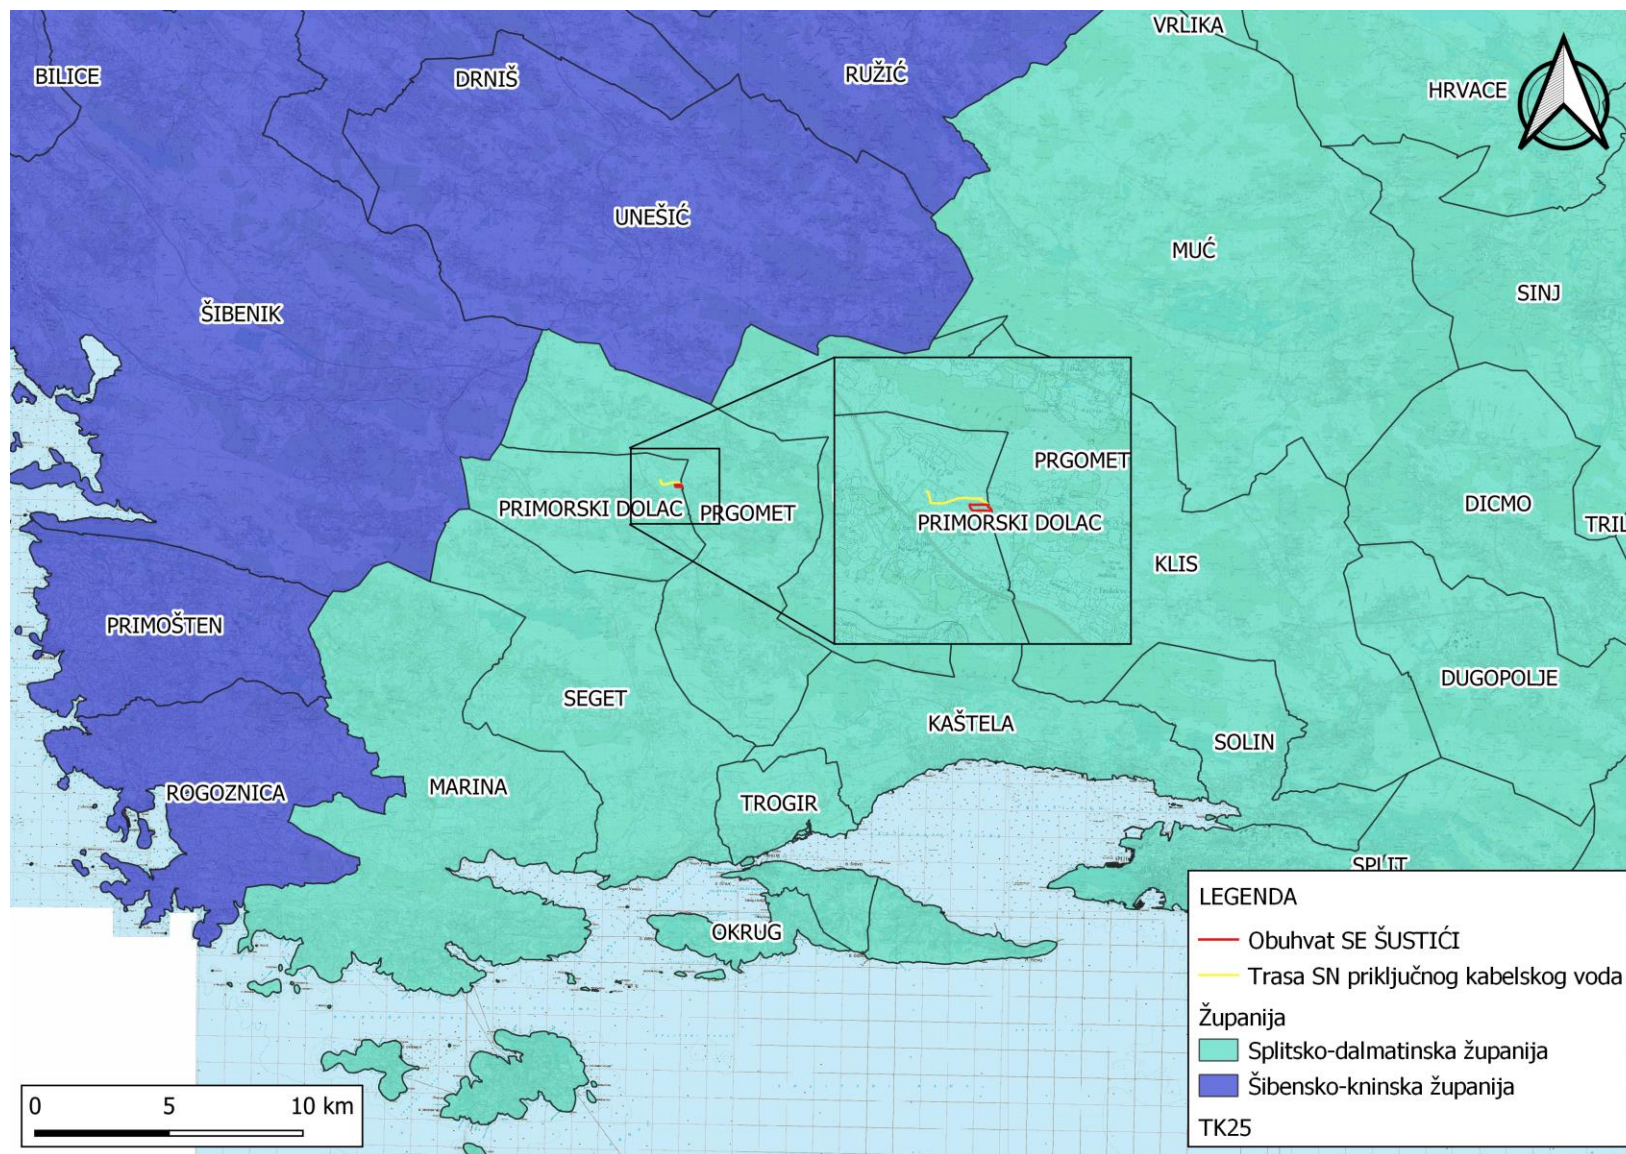 VRLIKA
BILICE
DRNIŠ
RUŽIĆ
HRVACE
UNEŠIĆ
MUĆ
SINJ
ŠIBENIK
PRGOMET
PRIMORSKI DOLAC
PRGOMET
DICMO
PRIMORSKI DOLAC
TRIL
KLIS
PRIMOŠTEN
SEGET
DUGOPOLJE
KAŠTELA
SOLIN
ROGOZNICA
MARINA
TROGIR
SPLIT
OKRUG
LEGENDA
Obuhvat SE ŠUSTIĆI
Trasa SN priključnog kabelskog voda
Županija
Splitsko-dalmatinska županija
Šibensko-kninska županija
TK25
0 5 10 km